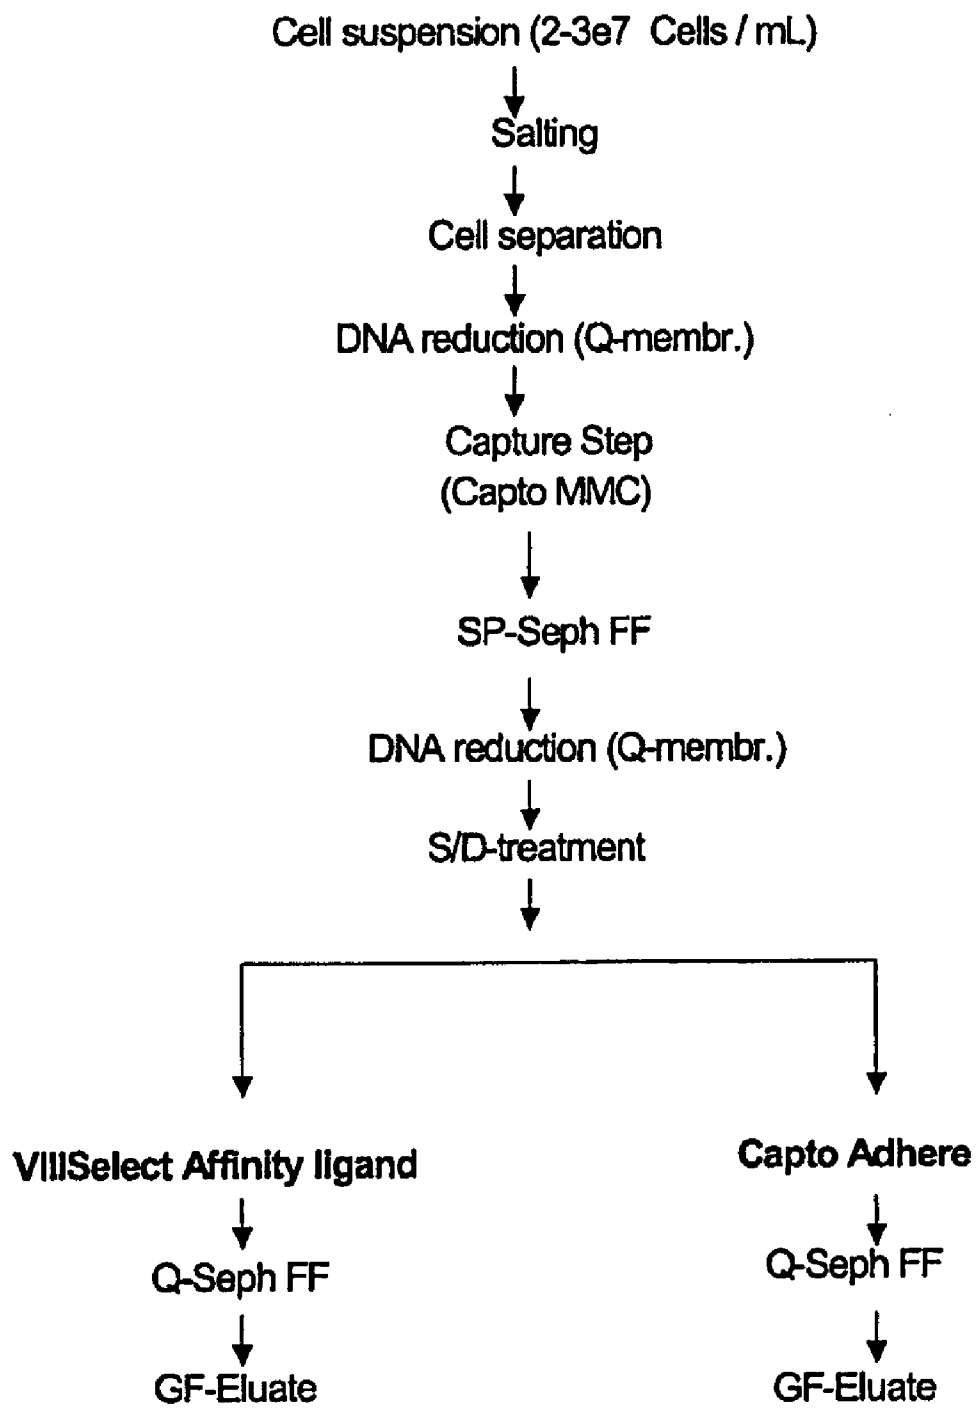 Cell suspension (2-3e7 Cells / mL)
Salting
Cell separation
DNA reduction (Q-membr.)
Capture Step
(Capto MMC)
SP-Seph FF
DNA reduction (Q-membr.)
S/D-treatment
VIIISelect Affinity ligand
Capto Adhere
Q-Seph FF
Q-Seph FF
GF-Eluate
GF-Eluate